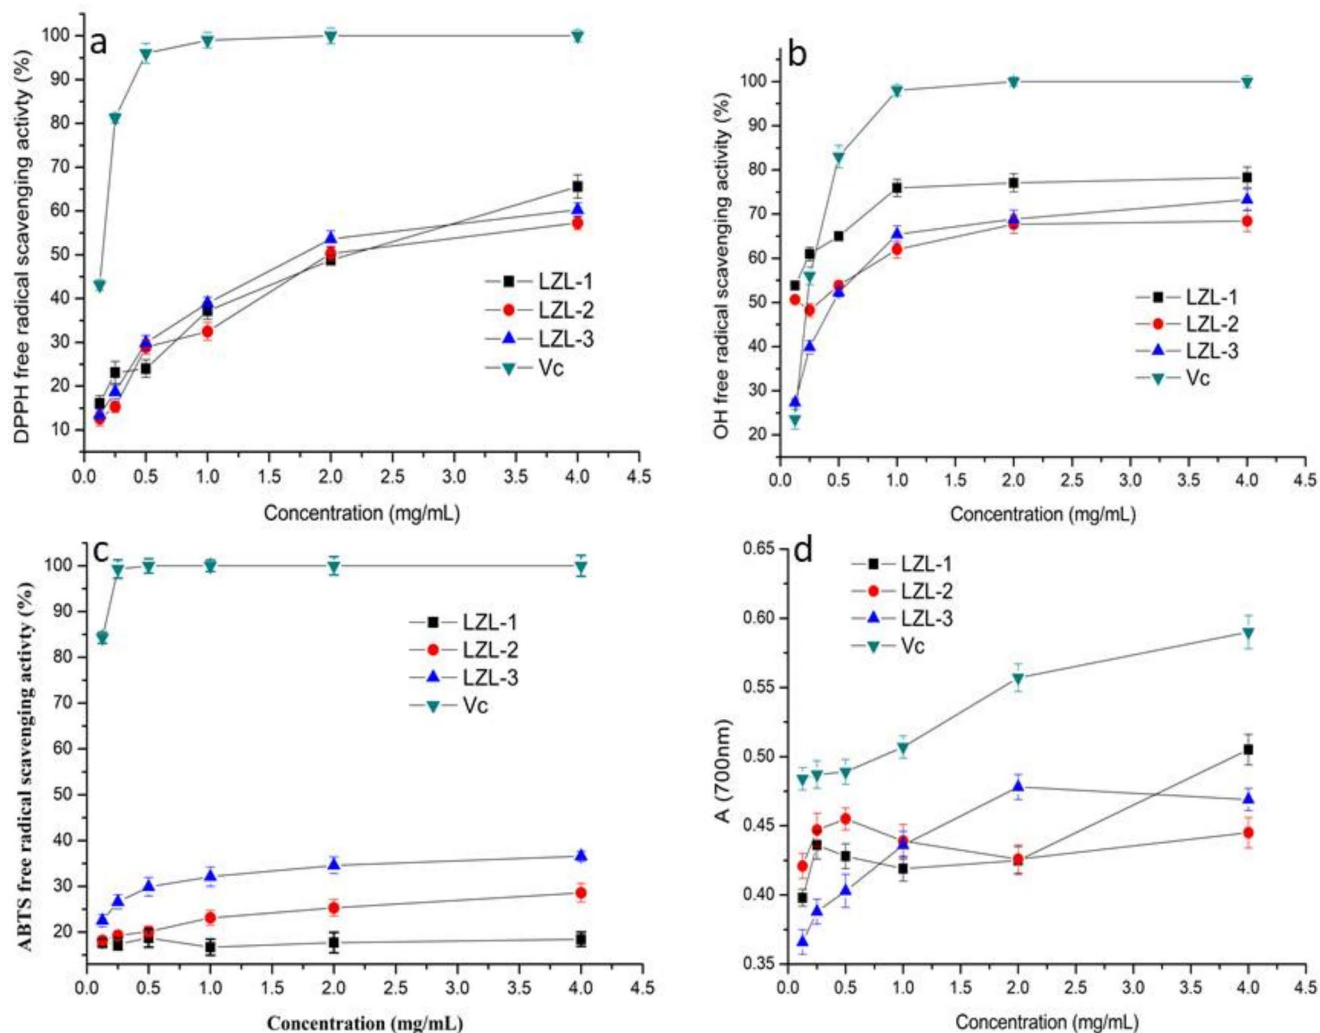 a
DPPH free radical scavenging activty (%)
100
90
80
70
60
50
40
30
20
10
LZL-1
LZL-2
LZL-3
Vc
0.0 0.5 1.0 1.5 2.0 2.5 3.0 3.5 4.0 4.5
Concentration (mg/mL)
b
OH free radical scavenging activity (%)
100
90
80
70
60
50
40
30
20
LZL-1
LZL-2
LZL-3
Vc
0.0 0.5 1.0 1.5 2.0 2.5 3.0 3.5 4.0 4.5
Concentration (mg/mL)
c
ABTS free radical scavenging activity (%)
100
90
80
70
60
50
40
30
20
LZL-1
LZL-2
LZL-3
Vc
0.0 0.5 1.0 1.5 2.0 2.5 3.0 3.5 4.0 4.5
Concentration (mg/mL)
d
A (700nm)
0.65
0.60
0.55
0.50
0.45
0.40
0.35
LZL-1
LZL-2
LZL-3
Vc
0.0 0.5 1.0 1.5 2.0 2.5 3.0 3.5 4.0 4.5
Concentration (mg/mL)